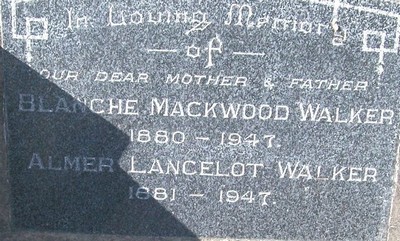 In Loving Memory
— OF —
OUR DEAR MOTHER & FATHER
BLANCHE MACKWOOD WALKER
1880 – 1947.
ALMER LANCELOT WALKER
1881 – 1947.